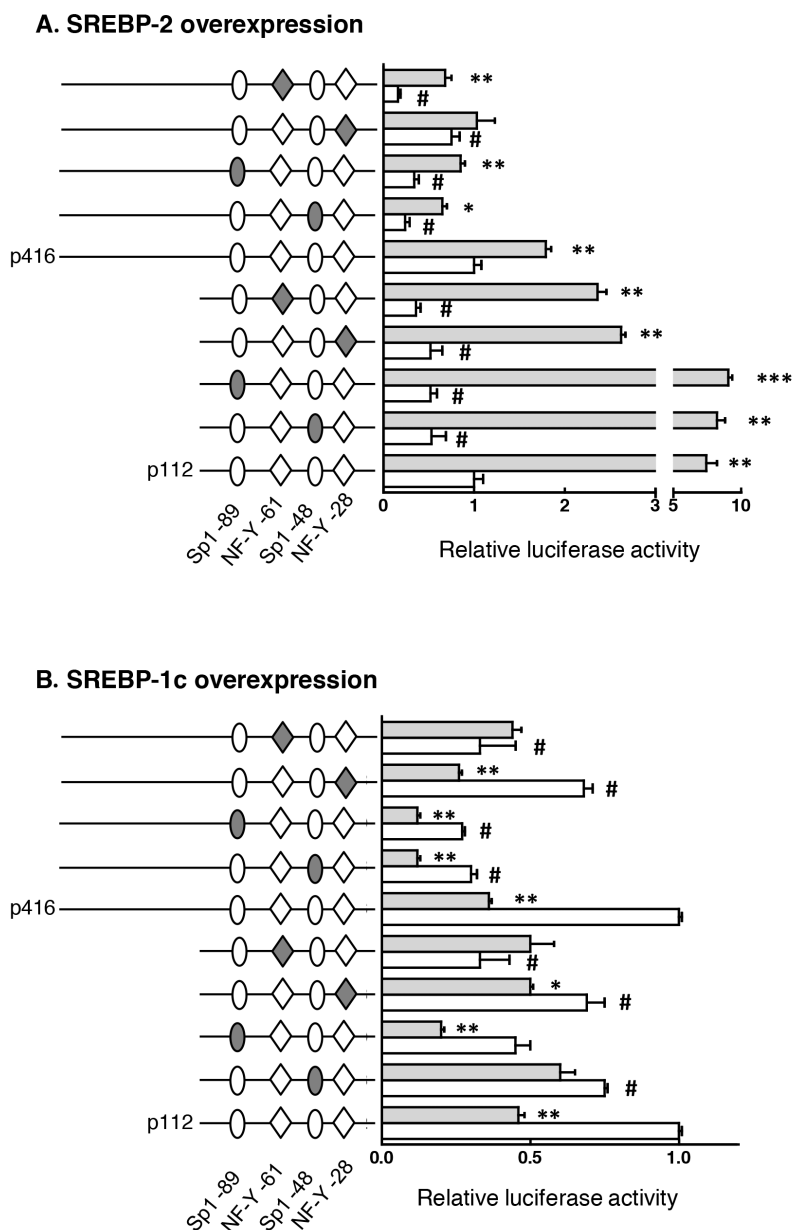 A. SREBP-2 overexpression
**
#
#
**
#
*
#
p416
**
**
#
**
#
***
#
**
#
p112
**
0 1 2 3 5 10
Sp1 -89 NF-Y -61 Sp1 -48 NF-Y -28
Relative luciferase activity
B. SREBP-1c overexpression
#
**
#
**
#
**
#
p416
**
#
*
#
**
#
p112
**
0.0 0.5 1.0
Sp1 -89 NF-Y -61 Sp1 -48 NF-Y -28
Relative luciferase activity